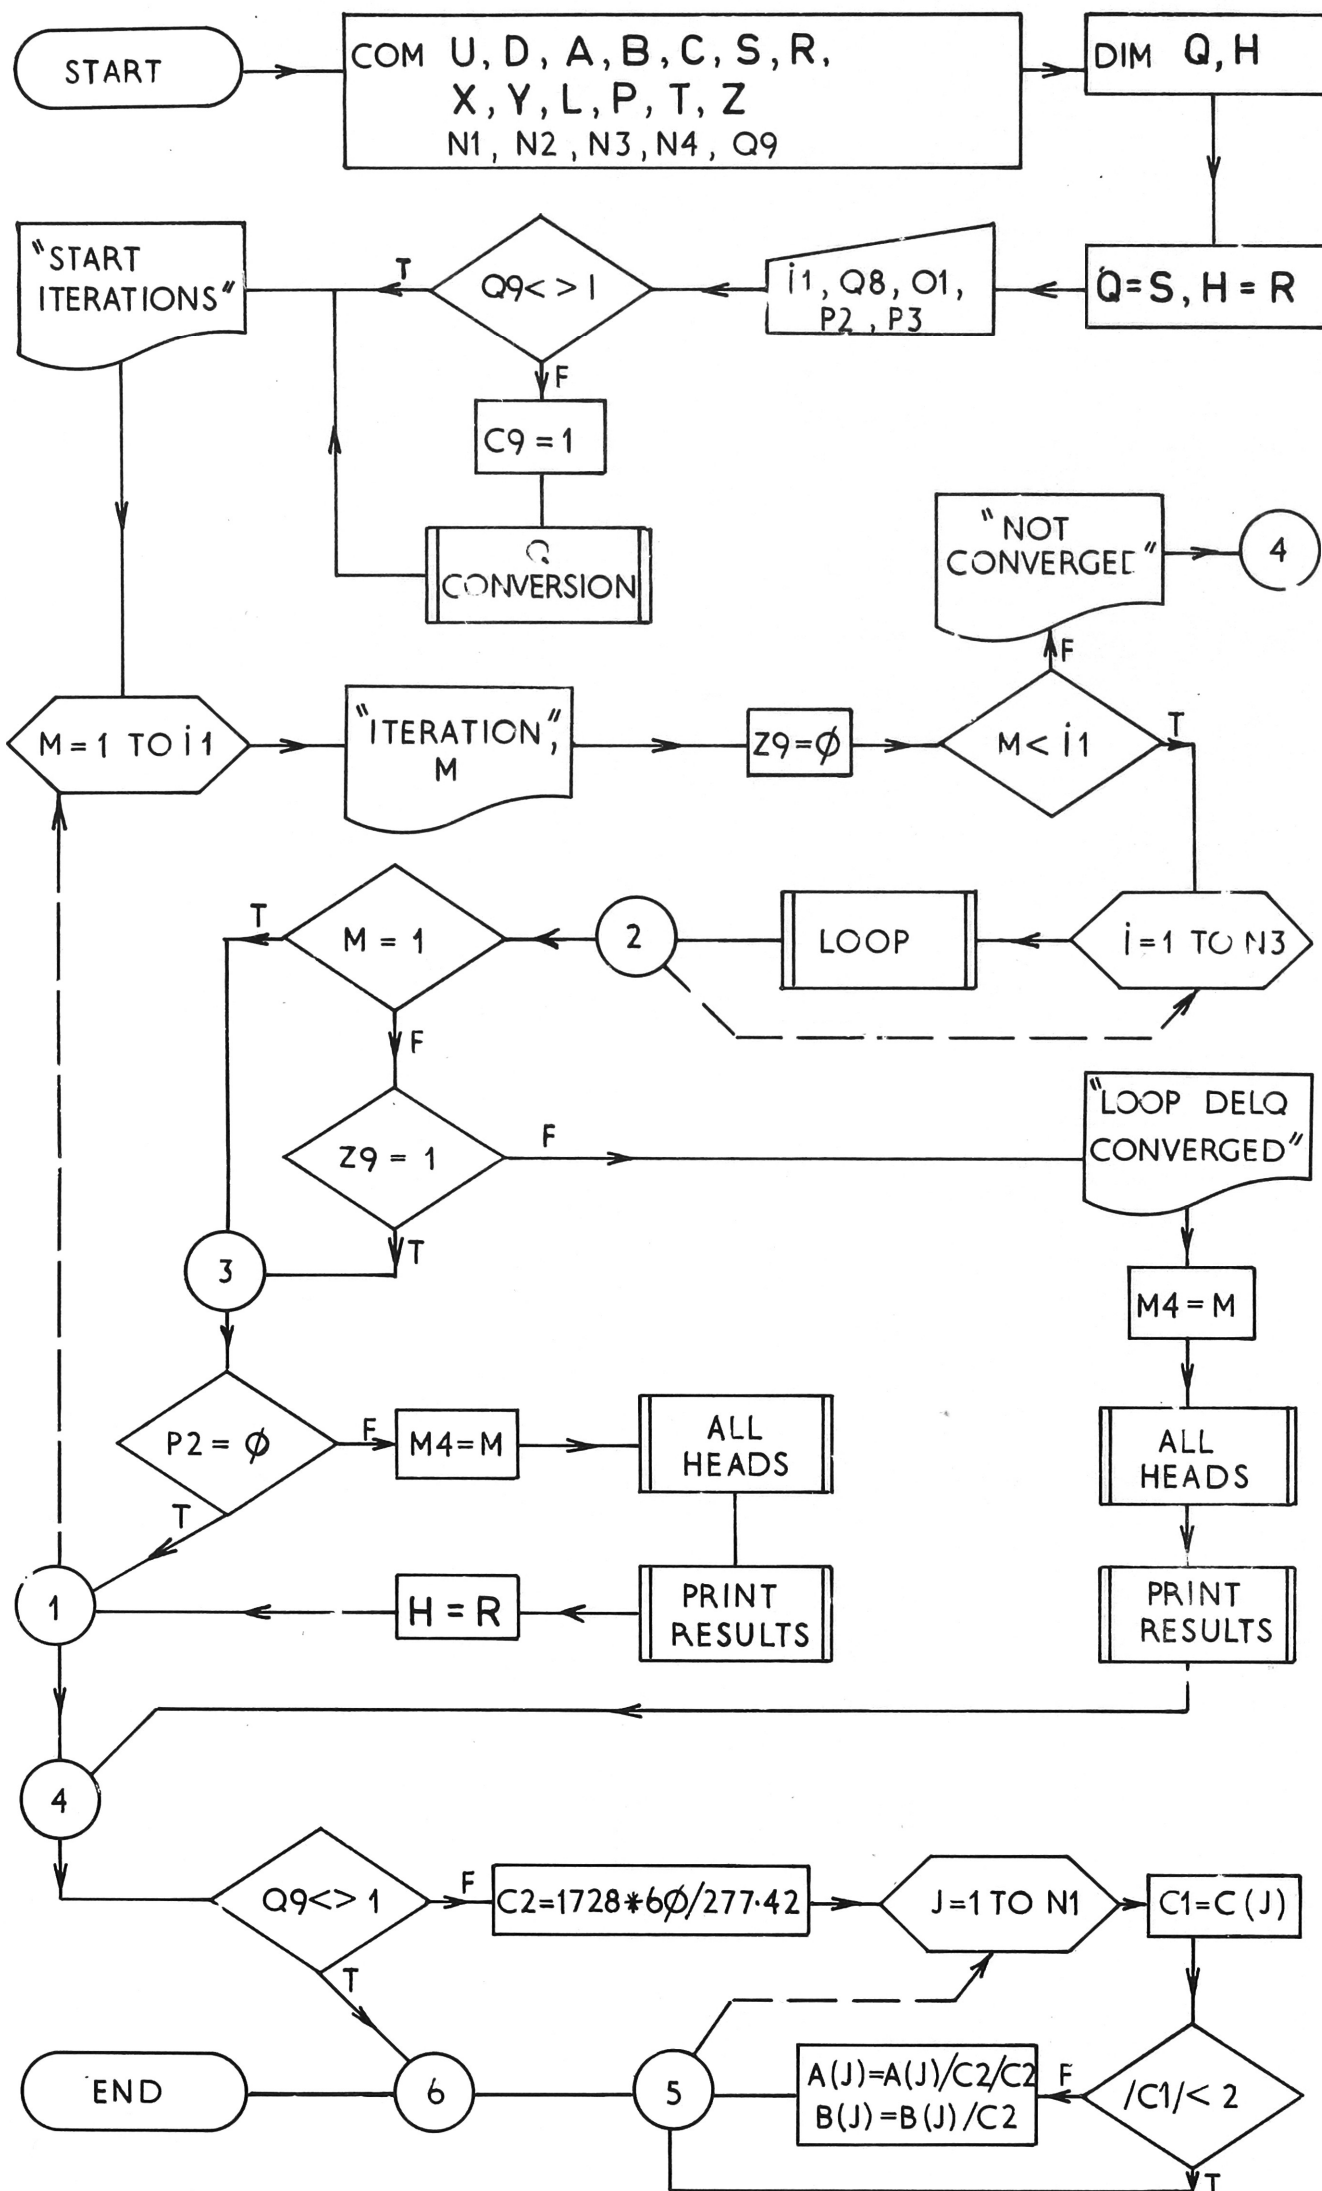 START
COM U, D, A, B, C, S, R,
X, Y, L, P, T, Z
N1, N2, N3, N4, Q9
DIM Q, H
"START
ITERATIONS"
T
Q9<>1
i1, Q8, O1,
P2, P3
Q=S, H=R
F
C9=1
Q
CONVERSION
"NOT
CONVERGED"
4
F
M=1 TO i1
"ITERATION",
M
Z9=Ø
M<i1
T
T
M=1
2
LOOP
i=1 TO N3
F
Z9=1
F
"LOOP DELQ
CONVERGED"
T
3
M4=M
P2=Ø
F
M4=M
ALL
HEADS
ALL
HEADS
T
1
H=R
PRINT
RESULTS
PRINT
RESULTS
4
Q9<>1
F
C2=1728*6Ø/277·42
J=1 TO N1
C1=C(J)
T
END
6
5
A(J)=A(J)/C2/C2
B(J)=B(J)/C2
F
/C1/<2
T